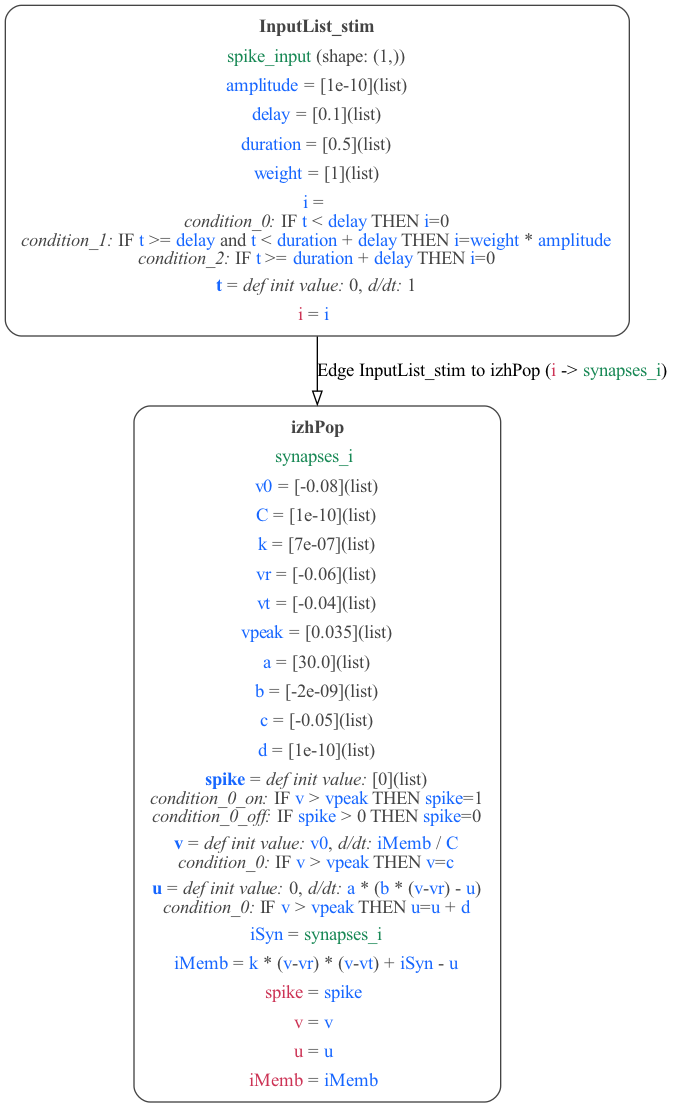 InputList_stim
spike_input (shape: (1,))
amplitude = [1e-10](list)
delay = [0.1](list)
duration = [0.5](list)
weight = [1](list)
i =
condition_0: IF t < delay THEN i=0
condition_1: IF t >= delay and t < duration + delay THEN i=weight * amplitude
condition_2: IF t >= duration + delay THEN i=0
t = def init value: 0, d/dt: 1
i = i
Edge InputList_stim to izhPop (i -> synapses_i)
izhPop
synapses_i
v0 = [-0.08](list)
C = [1e-10](list)
k = [7e-07](list)
vr = [-0.06](list)
vt = [-0.04](list)
vpeak = [0.035](list)
a = [30.0](list)
b = [-2e-09](list)
c = [-0.05](list)
d = [1e-10](list)
spike = def init value: [0](list)
condition_0_on: IF v > vpeak THEN spike=1
condition_0_off: IF spike > 0 THEN spike=0
v = def init value: v0, d/dt: iMemb / C
condition_0: IF v > vpeak THEN v=c
u = def init value: 0, d/dt: a * (b * (v-vr) - u)
condition_0: IF v > vpeak THEN u=u + d
iSyn = synapses_i
iMemb = k * (v-vr) * (v-vt) + iSyn - u
spike = spike
v = v
u = u
iMemb = iMemb